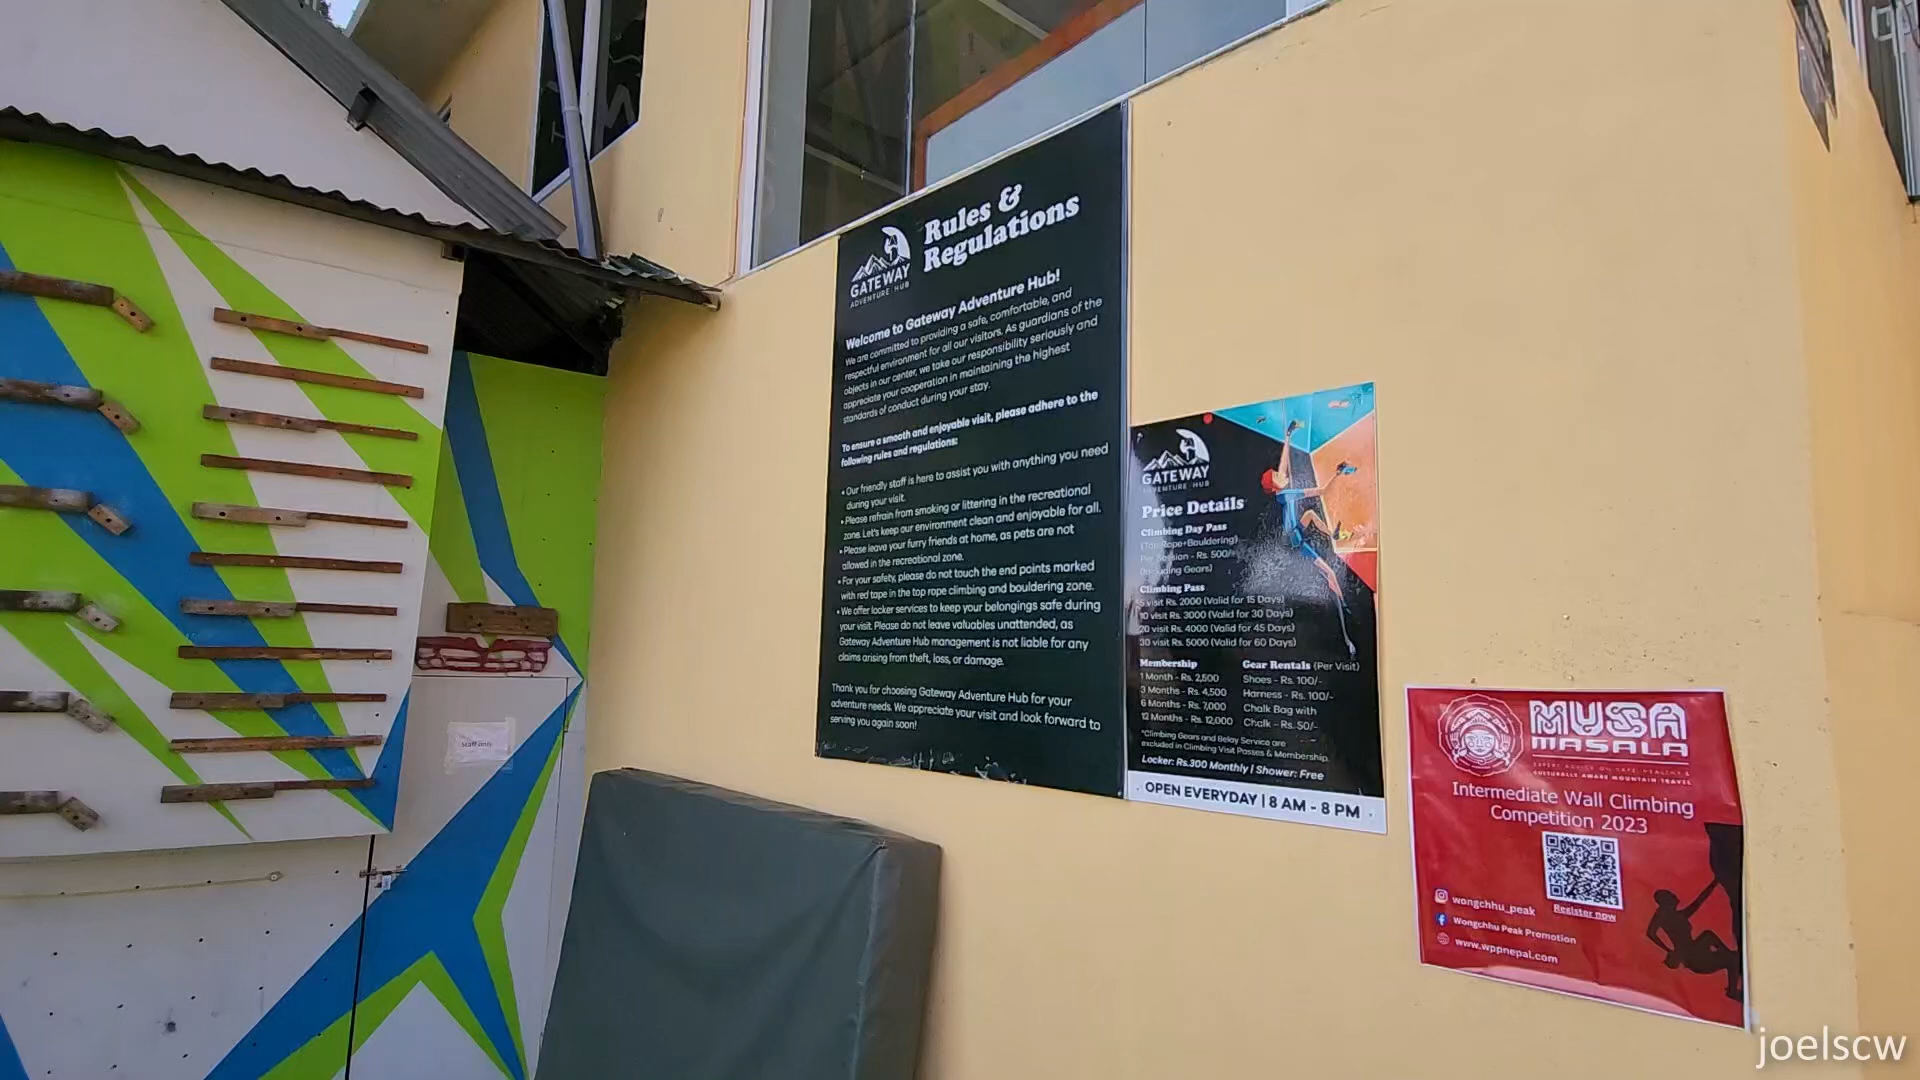 Rules &
Regulations
GATEWAY
ADVENTURE HUB
Welcome to Gateway Adventure Hub!
We are committed to providing a safe, comfortable, and
respectful environment for all our visitors. As guardians of the
objects in our center, we take our responsibility seriously and
appreciate your cooperation in maintaining the highest
standards of conduct during your stay.
To ensure a smooth and enjoyable visit, please adhere to the
following rules and regulations:
• Our friendly staff is here to assist you with anything you need
during your visit.
• Please refrain from smoking or littering in the recreational
zone. Let's keep our environment clean and enjoyable for all.
• Please leave your furry friends at home, as pets are not
allowed in the recreational zone.
• For your safety, please do not touch the end points marked
with red tape in the top rope climbing and bouldering zone.
• We offer locker services to keep your belongings safe during
your visit. Please do not leave valuables unattended, as
Gateway Adventure Hub management is not liable for any
claims arising from theft, loss, or damage.
Thank you for choosing Gateway Adventure Hub for your
adventure needs. We appreciate your visit and look forward to
serving you again soon!
GATEWAY
ADVENTURE HUB
Price Details
Climbing Day Pass
(Top Rope+Bouldering)
Per Session - Rs. 500/-
(Including Gears)
Climbing Pass
5 visit Rs. 2000 (Valid for 15 Days)
10 visit Rs. 3000 (Valid for 30 Days)
20 visit Rs. 4000 (Valid for 45 Days)
30 visit Rs. 5000 (Valid for 60 Days)
Membership
1 Month - Rs. 2,500
3 Months - Rs. 4,500
6 Months - Rs. 7,000
12 Months - Rs. 12,000
Gear Rentals (Per Visit)
Shoes - Rs. 100/-
Harness - Rs. 100/-
Chalk Bag with
Chalk - Rs. 50/-
*Climbing Gears and Belay Service are
excluded in Climbing Visit Passes & Membership.
Locker: Rs.300 Monthly | Shower: Free
OPEN EVERYDAY | 8 AM - 8 PM
MUSA
MASALA
EXPERT ADVICE ON SAFE, HEALTHY &
CULTURALLY AWARE MOUNTAIN TRAVEL
Intermediate Wall Climbing
Competition 2023
Register now
wongchhu_peak
Wongchhu Peak Promotion
www.wppnepal.com
Staff only
joelscw